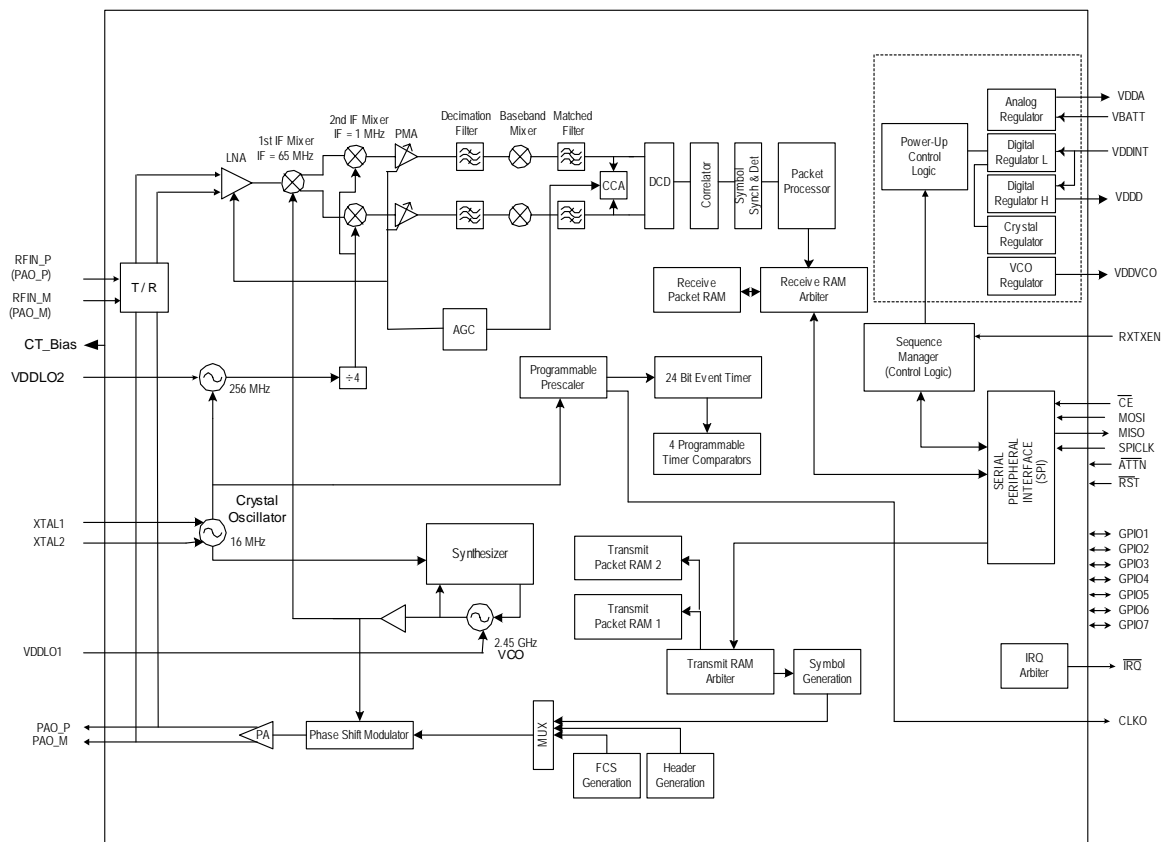 2nd IF Mixer
IF = 1 MHz
PMA
Decimation
Filter
Baseband
Mixer
Matched
Filter
1st IF Mixer
IF = 65 MHz
LNA
CCA
DCD
Correlator
Symbol
Synch & Det
Packet
Processor
Power-Up
Control
Logic
Analog
Regulator
Digital
Regulator L
Digital
Regulator H
Crystal
Regulator
VCO
Regulator
VDDA
VBATT
VDDINT
VDDD
VDDVCO
RFIN_P
(PAO_P)
RFIN_M
(PAO_M)
T / R
CT_Bias
VDDLO2
256 MHz
÷4
AGC
Receive
Packet RAM
Receive RAM
Arbiter
Sequence
Manager
(Control Logic)
RXTXEN
Programmable
Prescaler
24 Bit Event Timer
4 Programmable
Timer Comparators
SERIAL
PERIPHERAL
INTERFACE
(SPI)
CE
MOSI
MISO
SPICLK
ATTN
RST
XTAL1
XTAL2
Crystal
Oscillator
16 MHz
Synthesizer
2.45 GHz
VCO
VDDLO1
Transmit
Packet RAM 2
Transmit
Packet RAM 1
Transmit RAM
Arbiter
Symbol
Generation
GPIO1
GPIO2
GPIO3
GPIO4
GPIO5
GPIO6
GPIO7
IRQ
Arbiter
IRQ
CLKO
PAO_P
PAO_M
PA
Phase Shift Modulator
MUX
FCS
Generation
Header
Generation